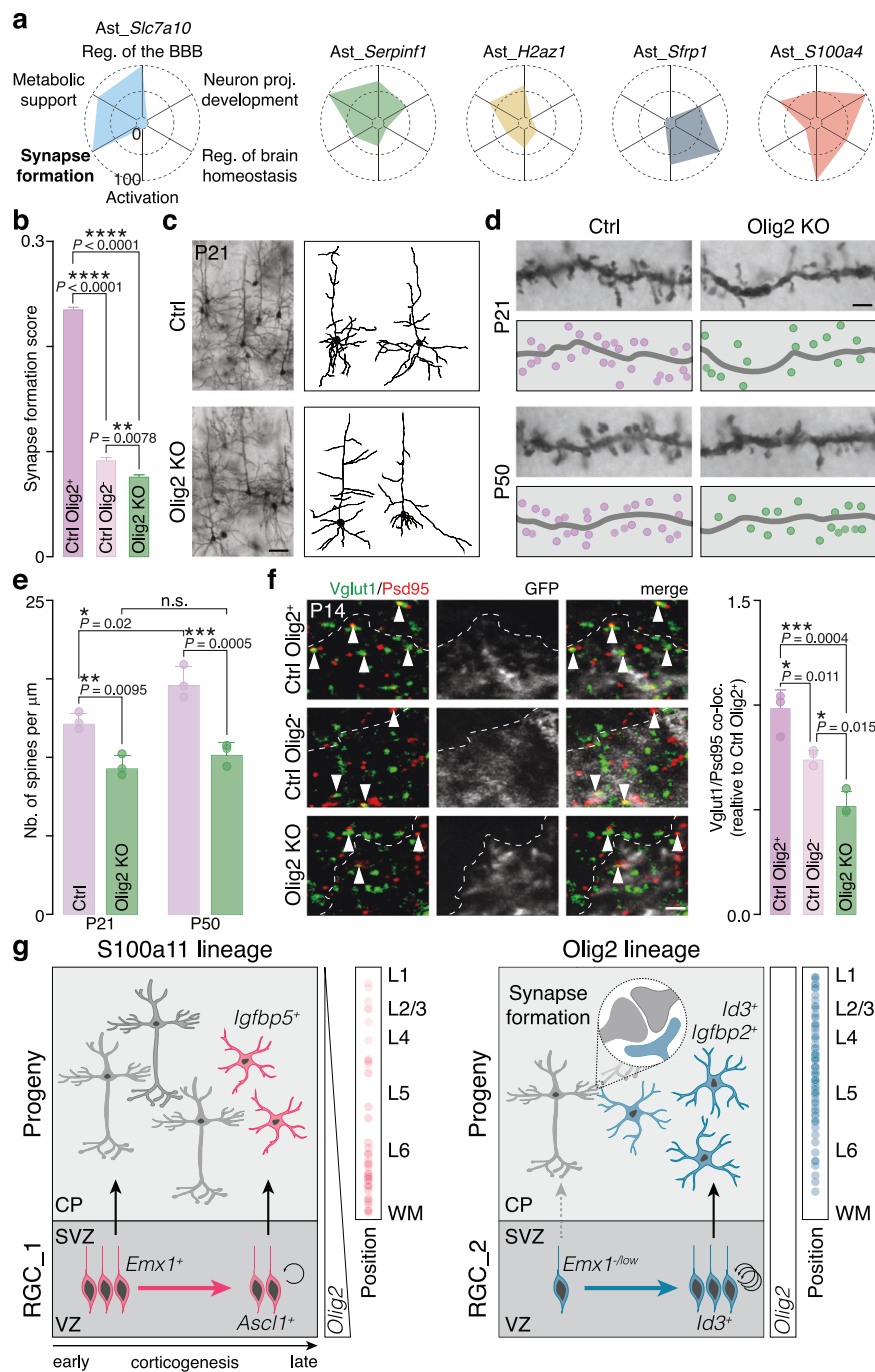 a
Ast_Slc7a10
Reg. of the BBB
Metabolic
support
Neuron proj.
development
Synapse
formation
Reg. of brain
homeostasis
0
100
Activation
Ast_Serpinf1
Ast_H2az1
Ast_Sfrp1
Ast_S100a4
b
Synapse formation score
0.3
0
****
P < 0.0001
****
P < 0.0001
**
P = 0.0078
Ctrl Olig2+
Ctrl Olig2-
Olig2 KO
c
P21
Ctrl
Olig2 KO
d
Ctrl
Olig2 KO
P21
P50
e
Nb. of spines per µm
25
0
n.s.
*
P = 0.02
***
P = 0.0005
**
P = 0.0095
Ctrl
Olig2 KO
P21
P50
f
Vglut1/Psd95
GFP
merge
P14
Ctrl Olig2+
Ctrl Olig2-
Olig2 KO
Vglut1/Psd95 co-loc.
(realtive to Ctrl Olig2+)
1.5
0.0
***
P = 0.0004
*
P = 0.011
*
P = 0.015
Ctrl Olig2+
Ctrl Olig2-
Olig2 KO
g
S100a11 lineage
Progeny
Igfbp5+
CP
SVZ
RGC_1
Emx1+
Ascl1+
VZ
early
corticogenesis
late
Olig2
L1
L2/3
L4
L5
L6
WM
Position
Olig2 lineage
Progeny
Synapse
formation
Id3+
Igfbp2+
CP
SVZ
RGC_2
Emx1-/low
Id3+
VZ
Olig2
L1
L2/3
L4
L5
L6
WM
Position